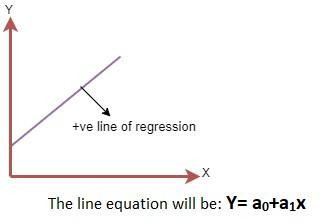 Y
+ve line of regression
X
The line equation will be: Y= a₀+a₁x